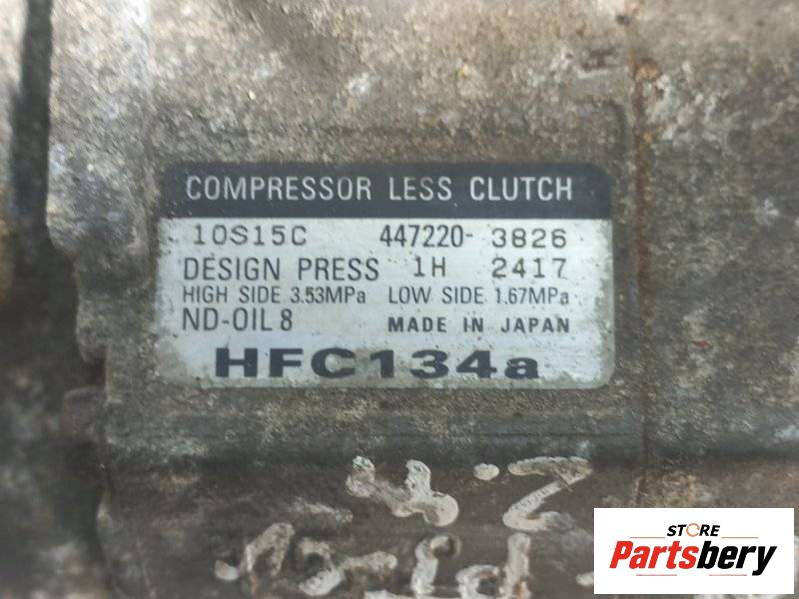 COMPRESSOR LESS CLUTCH
10S15C 447220- 3826
DESIGN PRESS 1H 2417
HIGH SIDE 3.53MPa LOW SIDE 1.67MPa
ND-OIL 8 MADE IN JAPAN
HFC134a
STORE
Partsbery